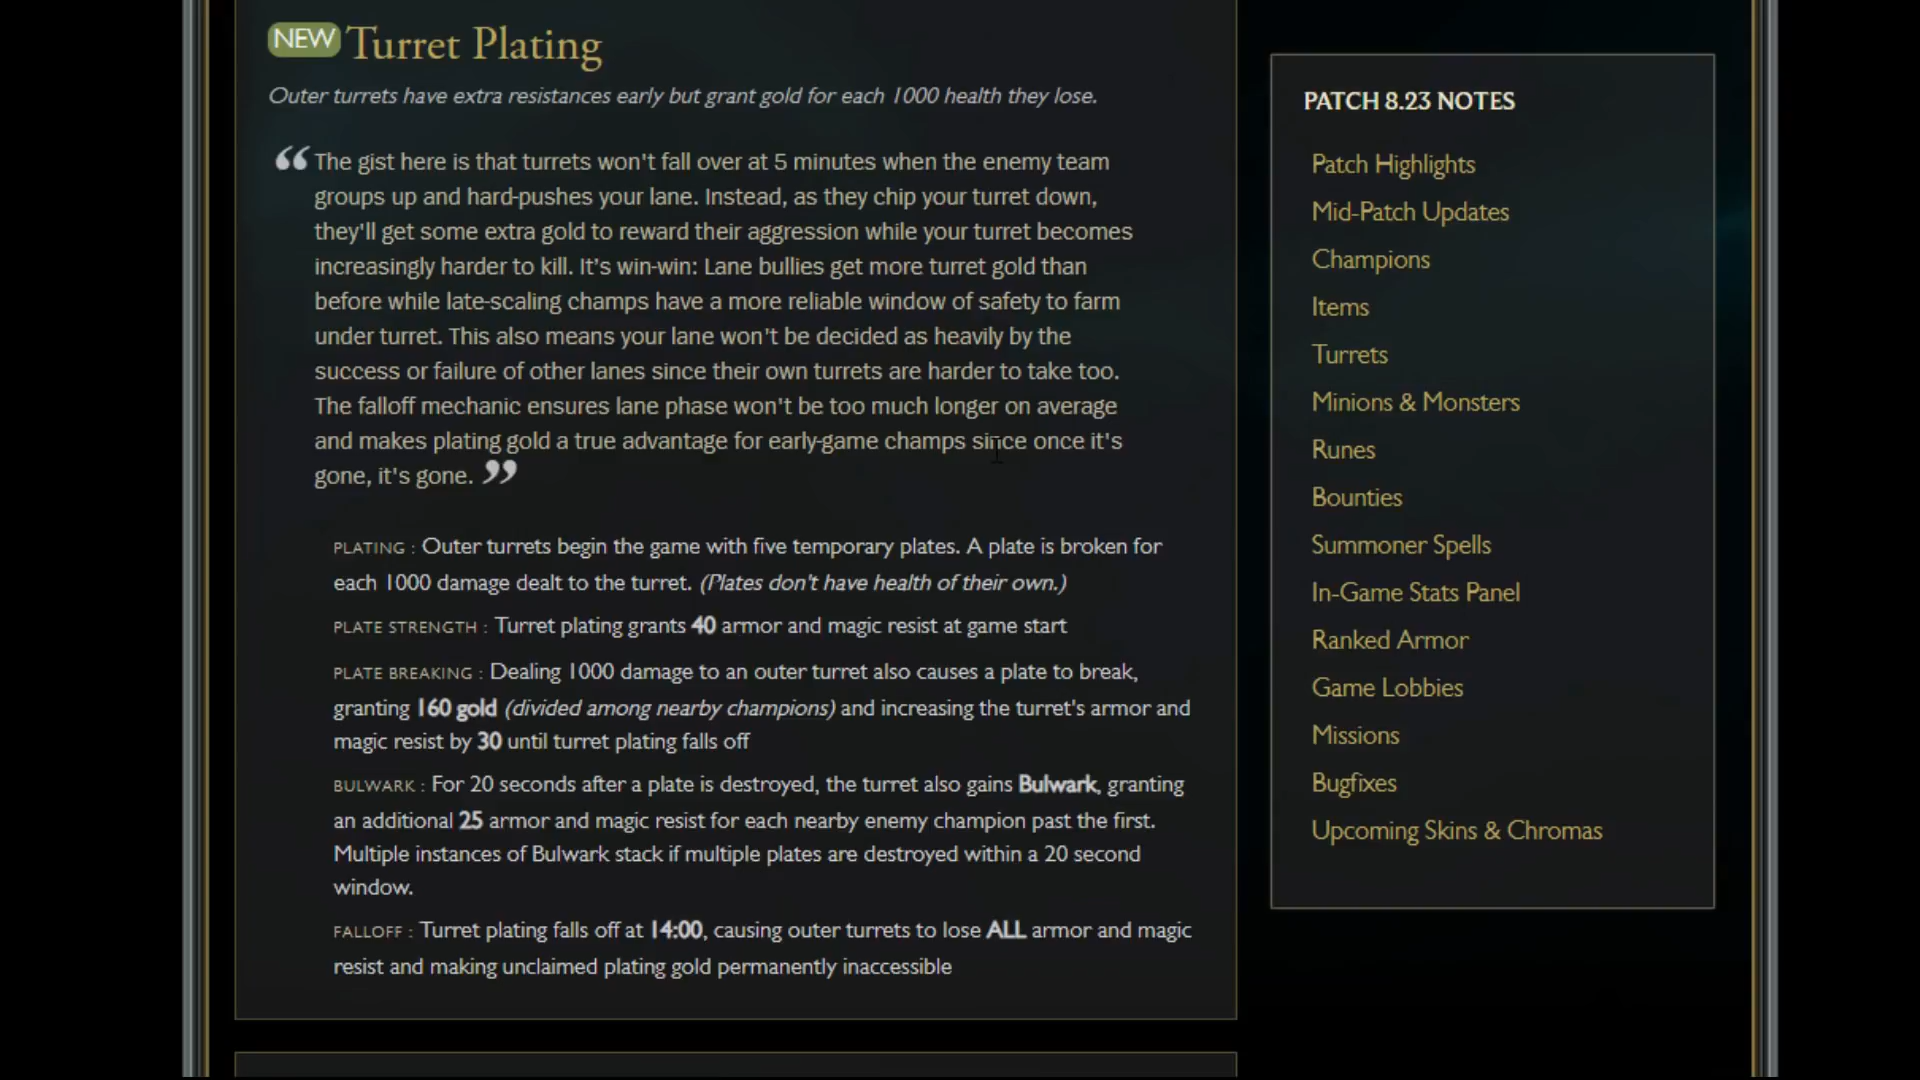 NEW Turret Plating
Outer turrets have extra resistances early but grant gold for each 1000 health they lose.
“ The gist here is that turrets won't fall over at 5 minutes when the enemy team
groups up and hard-pushes your lane. Instead, as they chip your turret down,
they'll get some extra gold to reward their aggression while your turret becomes
increasingly harder to kill. It's win-win: Lane bullies get more turret gold than
before while late-scaling champs have a more reliable window of safety to farm
under turret. This also means your lane won't be decided as heavily by the
success or failure of other lanes since their own turrets are harder to take too.
The falloff mechanic ensures lane phase won't be too much longer on average
and makes plating gold a true advantage for early-game champs since once it's
gone, it's gone. ”
PLATING : Outer turrets begin the game with five temporary plates. A plate is broken for
each 1000 damage dealt to the turret. (Plates don't have health of their own.)
PLATE STRENGTH : Turret plating grants 40 armor and magic resist at game start
PLATE BREAKING : Dealing 1000 damage to an outer turret also causes a plate to break,
granting 160 gold (divided among nearby champions) and increasing the turret's armor and
magic resist by 30 until turret plating falls off
BULWARK : For 20 seconds after a plate is destroyed, the turret also gains Bulwark, granting
an additional 25 armor and magic resist for each nearby enemy champion past the first.
Multiple instances of Bulwark stack if multiple plates are destroyed within a 20 second
window.
FALLOFF : Turret plating falls off at 14:00, causing outer turrets to lose ALL armor and magic
resist and making unclaimed plating gold permanently inaccessible
PATCH 8.23 NOTES
Patch Highlights
Mid-Patch Updates
Champions
Items
Turrets
Minions & Monsters
Runes
Bounties
Summoner Spells
In-Game Stats Panel
Ranked Armor
Game Lobbies
Missions
Bugfixes
Upcoming Skins & Chromas